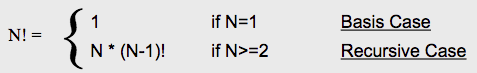 N! =
1 if N=1 Basis Case
N * (N-1)! if N>=2 Recursive Case